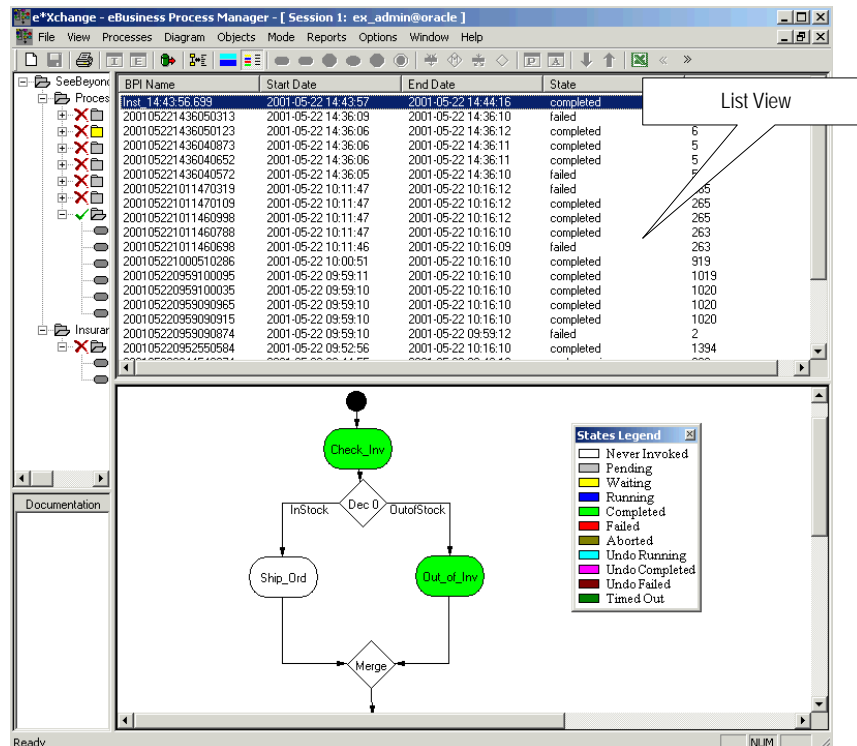 e*Xchange - eBusiness Process Manager - [ Session 1: ex_admin@oracle ]
File View Processes Diagram Objects Mode Reports Options Window Help
SeeBeyond
Proces
Insurar
Documentation
BPI Name Start Date End Date State
List View
Inst_14:43:56.699 2001-05-22 14:43:57 2001-05-22 14:44:16 completed
200105221436050313 2001-05-22 14:36:09 2001-05-22 14:36:10 failed
200105221436050123 2001-05-22 14:36:06 2001-05-22 14:36:12 completed 6
200105221436040873 2001-05-22 14:36:06 2001-05-22 14:36:11 completed 5
200105221436040652 2001-05-22 14:36:06 2001-05-22 14:36:11 completed 5
200105221436040572 2001-05-22 14:36:05 2001-05-22 14:36:10 failed 5
200105221011470319 2001-05-22 10:11:47 2001-05-22 10:16:12 failed 265
200105221011470109 2001-05-22 10:11:47 2001-05-22 10:16:12 completed 265
200105221011460998 2001-05-22 10:11:47 2001-05-22 10:16:12 completed 265
200105221011460788 2001-05-22 10:11:47 2001-05-22 10:16:10 completed 263
200105221011460698 2001-05-22 10:11:46 2001-05-22 10:16:09 failed 263
200105221000510286 2001-05-22 10:00:51 2001-05-22 10:16:10 completed 919
200105220959100095 2001-05-22 09:59:11 2001-05-22 10:16:10 completed 1019
200105220959100035 2001-05-22 09:59:10 2001-05-22 10:16:10 completed 1020
200105220959090965 2001-05-22 09:59:10 2001-05-22 10:16:10 completed 1020
200105220959090915 2001-05-22 09:59:10 2001-05-22 10:16:10 completed 1020
200105220959090874 2001-05-22 09:59:10 2001-05-22 09:59:12 failed 2
200105220952550584 2001-05-22 09:52:56 2001-05-22 10:16:10 completed 1394
Check_Inv
InStock
Dec 0
OutofStock
Ship_Ord
Out_of_Inv
Merge
States Legend
Never Invoked
Pending
Waiting
Running
Completed
Failed
Aborted
Undo Running
Undo Completed
Undo Failed
Timed Out
Ready
NUM